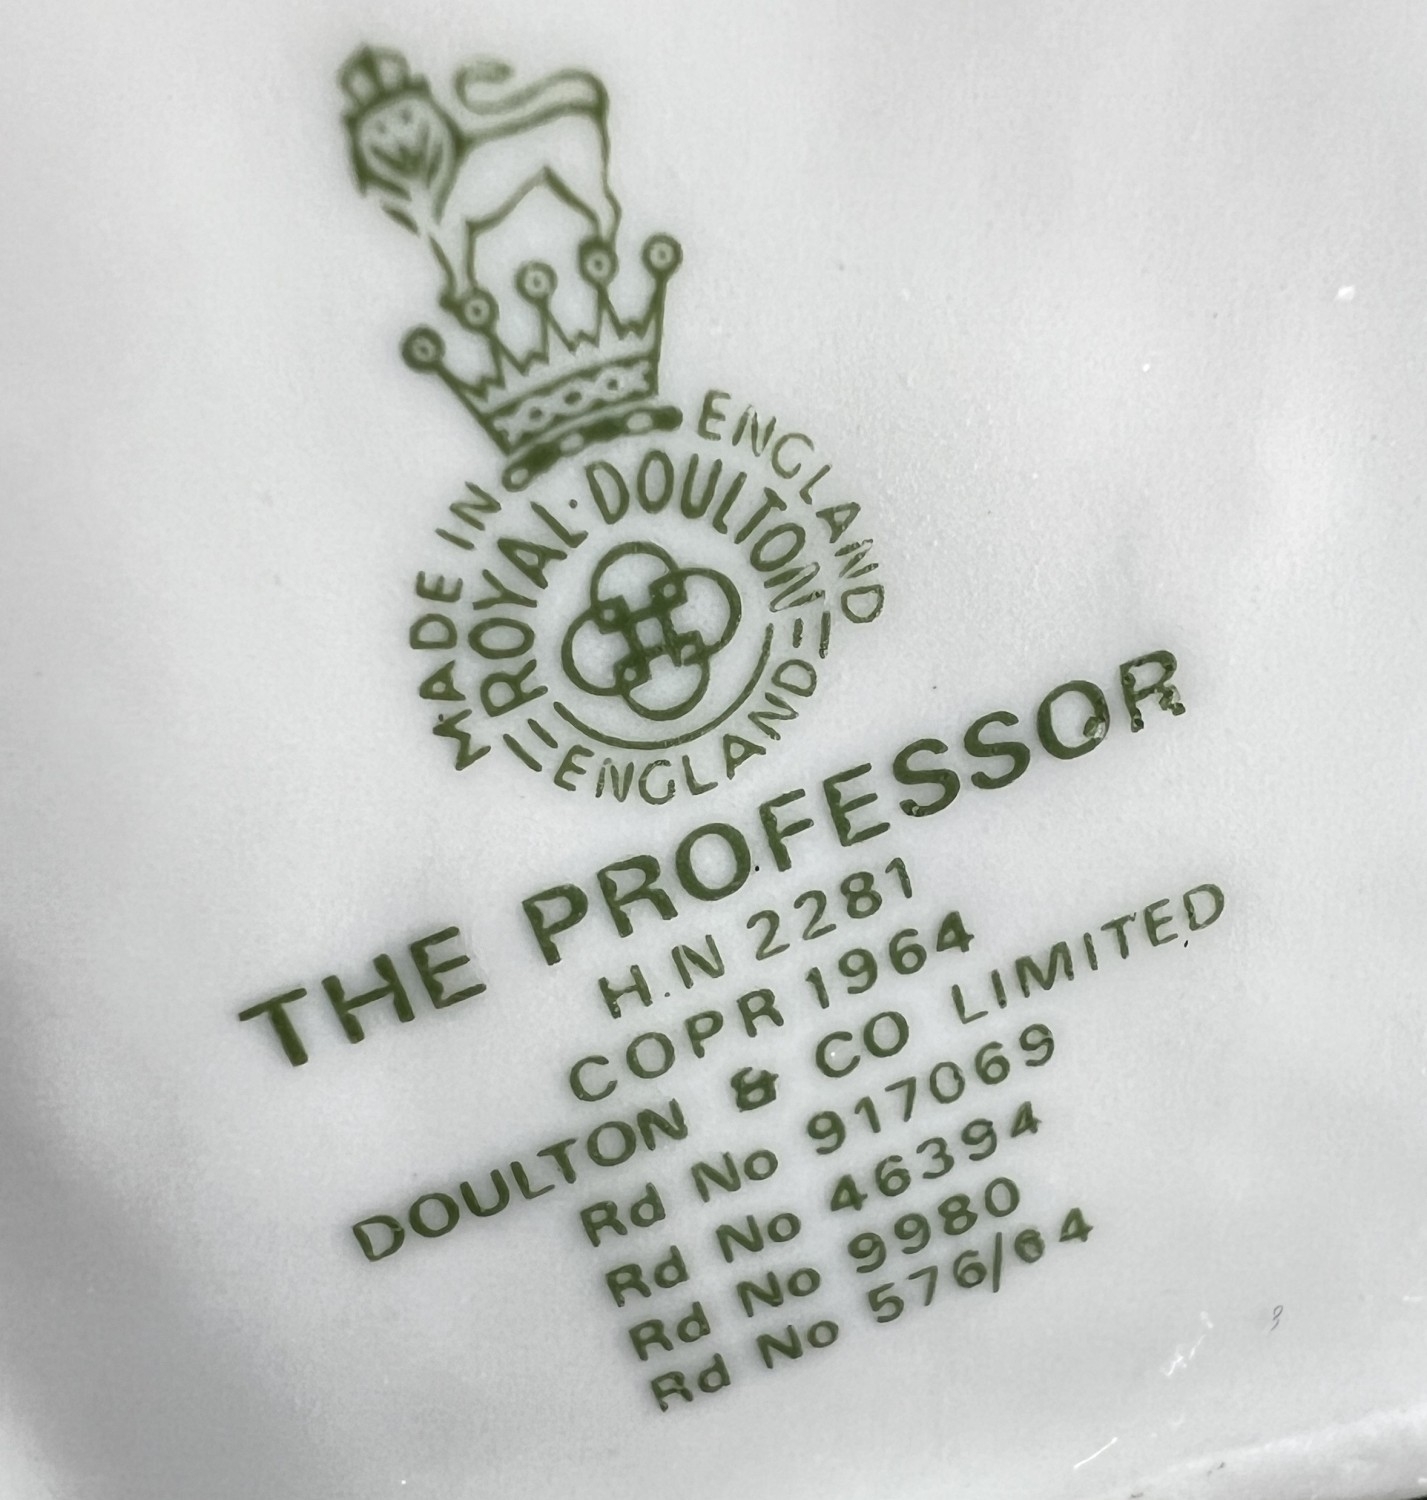 MADE IN ENGLAND
ROYAL·DOULTON
ENGLAND
THE PROFESSOR
H.N 2281
COPR 1964
DOULTON & CO LIMITED
Rd No 917069
Rd No 46394
Rd No 9980
Rd No 576/64